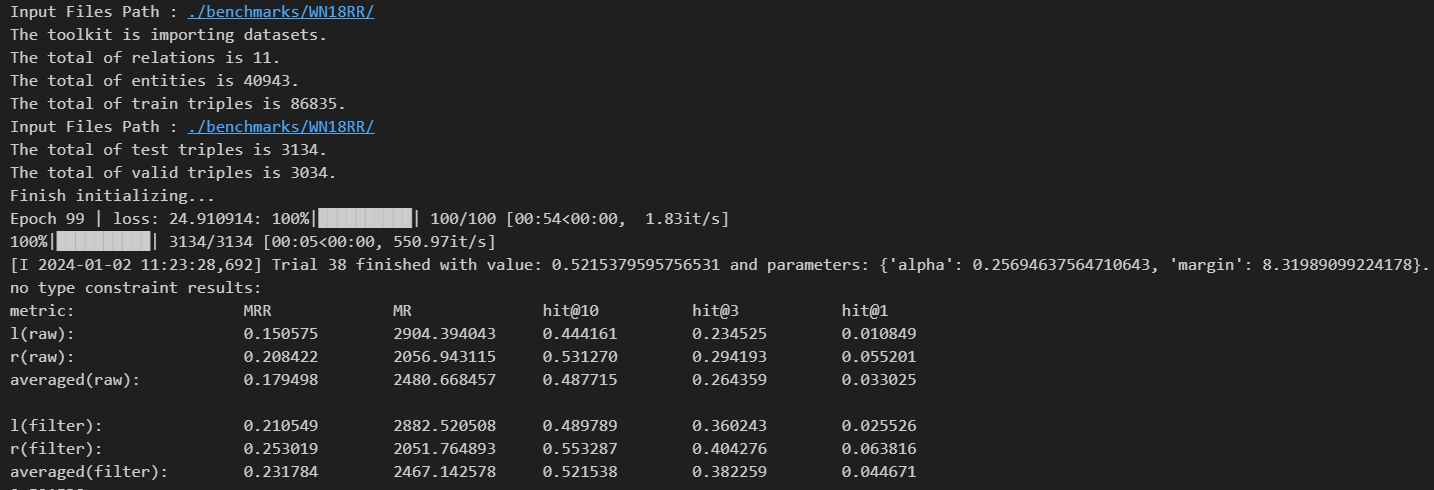 Input Files Path : ./benchmarks/WN18RR/
The toolkit is importing datasets.
The total of relations is 11.
The total of entities is 40943.
The total of train triples is 86835.
Input Files Path : ./benchmarks/WN18RR/
The total of test triples is 3134.
The total of valid triples is 3034.
Finish initializing...
Epoch 99 | loss: 24.910914: 100%|██████████| 100/100 [00:54<00:00,  1.83it/s]
100%|██████████| 3134/3134 [00:05<00:00, 550.97it/s]
[I 2024-01-02 11:23:28,692] Trial 38 finished with value: 0.5215379595756531 and parameters: {'alpha': 0.25694637564710643, 'margin': 8.31989099224178}.
no type constraint results:
metric: MRR MR hit@10 hit@3 hit@1
l(raw): 0.150575 2904.394043 0.444161 0.234525 0.010849
r(raw): 0.208422 2056.943115 0.531270 0.294193 0.055201
averaged(raw): 0.179498 2480.668457 0.487715 0.264359 0.033025
l(filter): 0.210549 2882.520508 0.489789 0.360243 0.025526
r(filter): 0.253019 2051.764893 0.553287 0.404276 0.063816
averaged(filter): 0.231784 2467.142578 0.521538 0.382259 0.044671